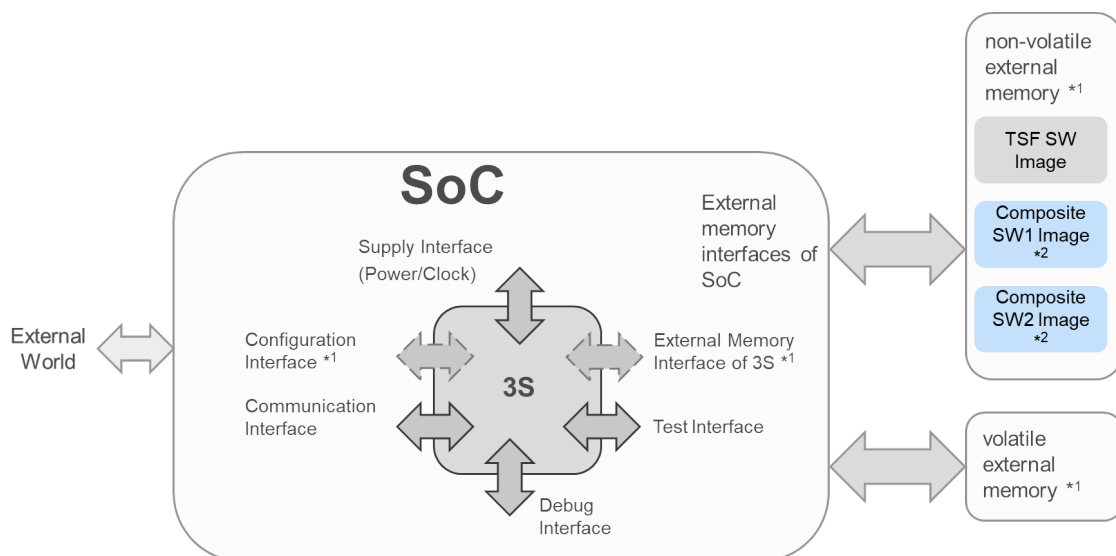 non-volatile
external
memory *1
TSF SW
Image
Composite
SW1 Image
*2
Composite
SW2 Image
*2
SoC
External
memory
interfaces of
SoC
Supply Interface
(Power/Clock)
External
World
Configuration
Interface *1
External Memory
Interface of 3S *1
3S
Communication
Interface
Test Interface
Debug
Interface
volatile
external
memory *1